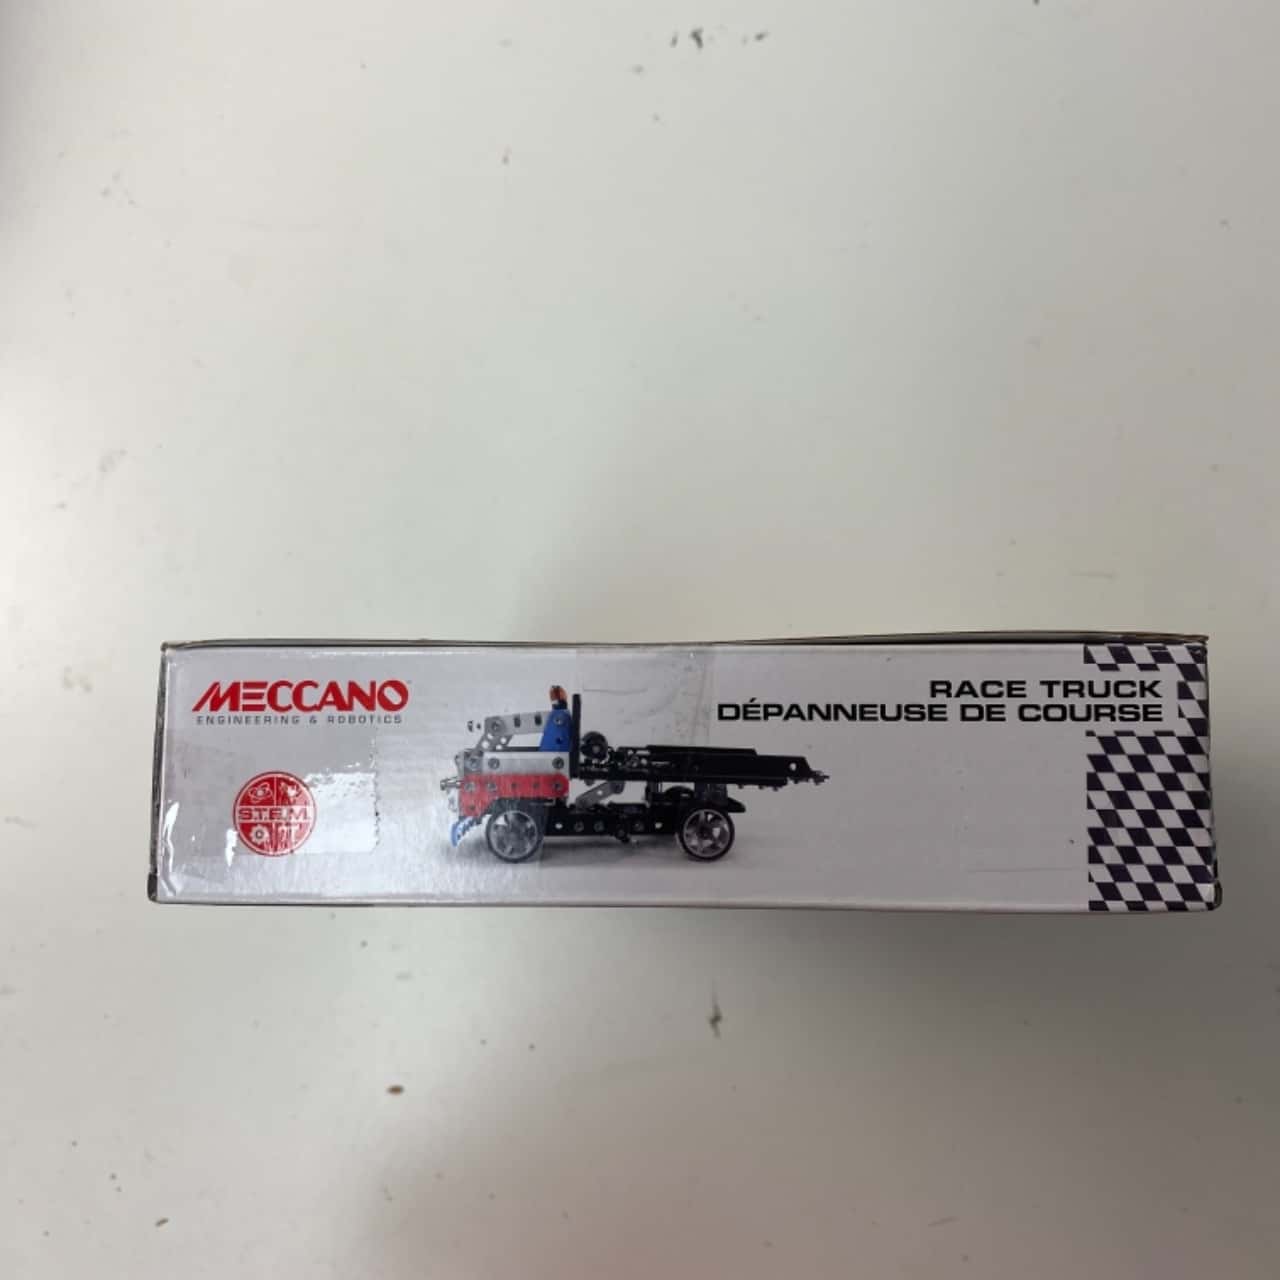 MECCANO
ENGINEERING & ROBOTICS
S.T.E.M.
RACE TRUCK
DÉPANNEUSE DE COURSE